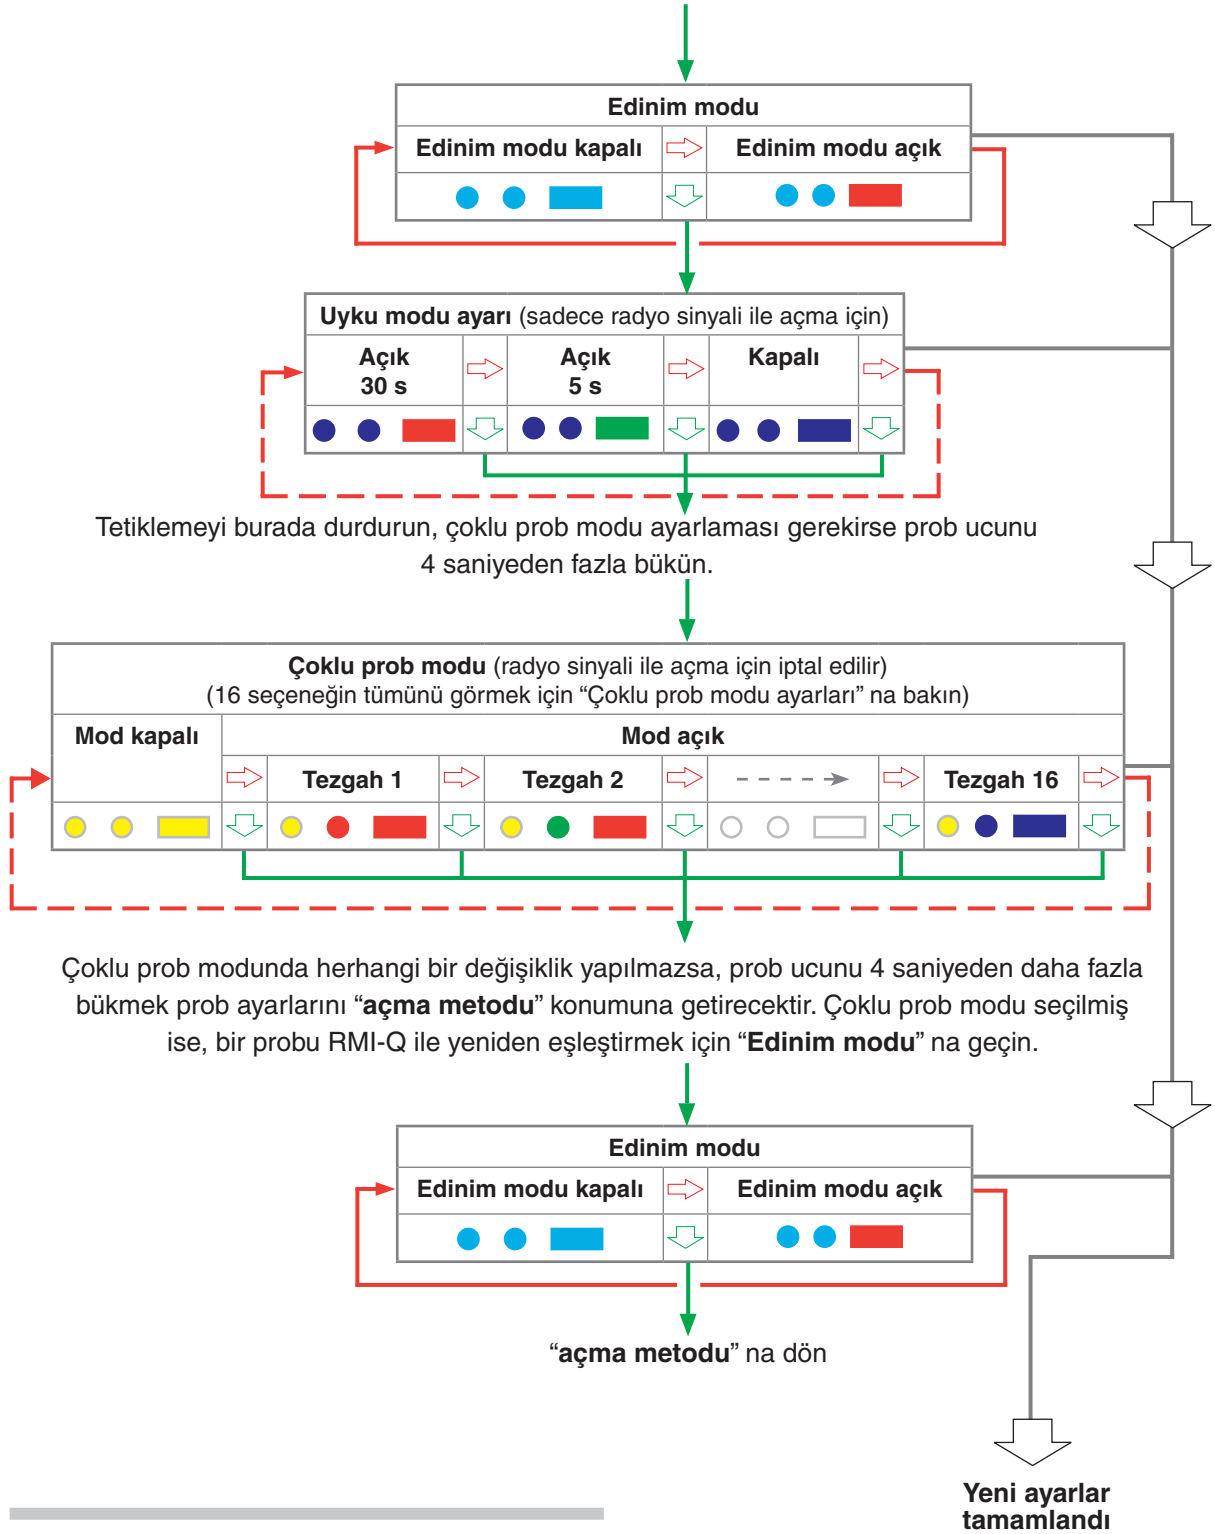 Edinim modu
Edinim modu kapalı
Edinim modu açık
Uyku modu ayarı (sadece radyo sinyali ile açma için)
Açık
30 s
Açık
5 s
Kapalı
Tetiklemeyi burada durdurun, çoklu prob modu ayarlaması gerekirse prob ucunu
4 saniyeden fazla bükün.
Çoklu prob modu (radyo sinyali ile açma için iptal edilir)
(16 seçeneğin tümünü görmek için “Çoklu prob modu ayarları” na bakın)
Mod kapalı
Mod açık
Tezgah 1
Tezgah 2
Tezgah 16
Çoklu prob modunda herhangi bir değişiklik yapılmazsa, prob ucunu 4 saniyeden daha fazla
bükmek prob ayarlarını “açma metodu” konumuna getirecektir. Çoklu prob modu seçilmiş
ise, bir probu RMI-Q ile yeniden eşleştirmek için “Edinim modu” na geçin.
Edinim modu
Edinim modu kapalı
Edinim modu açık
“açma metodu” na dön
Yeni ayarlar
tamamlandı